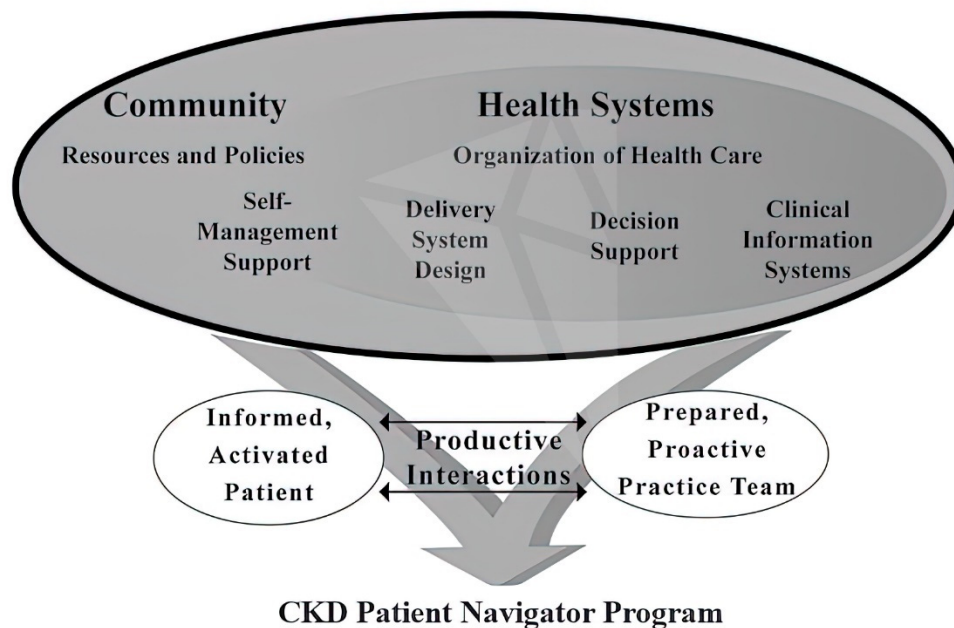 Community
Health Systems
Resources and Policies
Organization of Health Care
Self-
Management
Support
Delivery
System
Design
Decision
Support
Clinical
Information
Systems
Informed,
Activated
Patient
Productive
Interactions
Prepared,
Proactive
Practice Team
CKD Patient Navigator Program